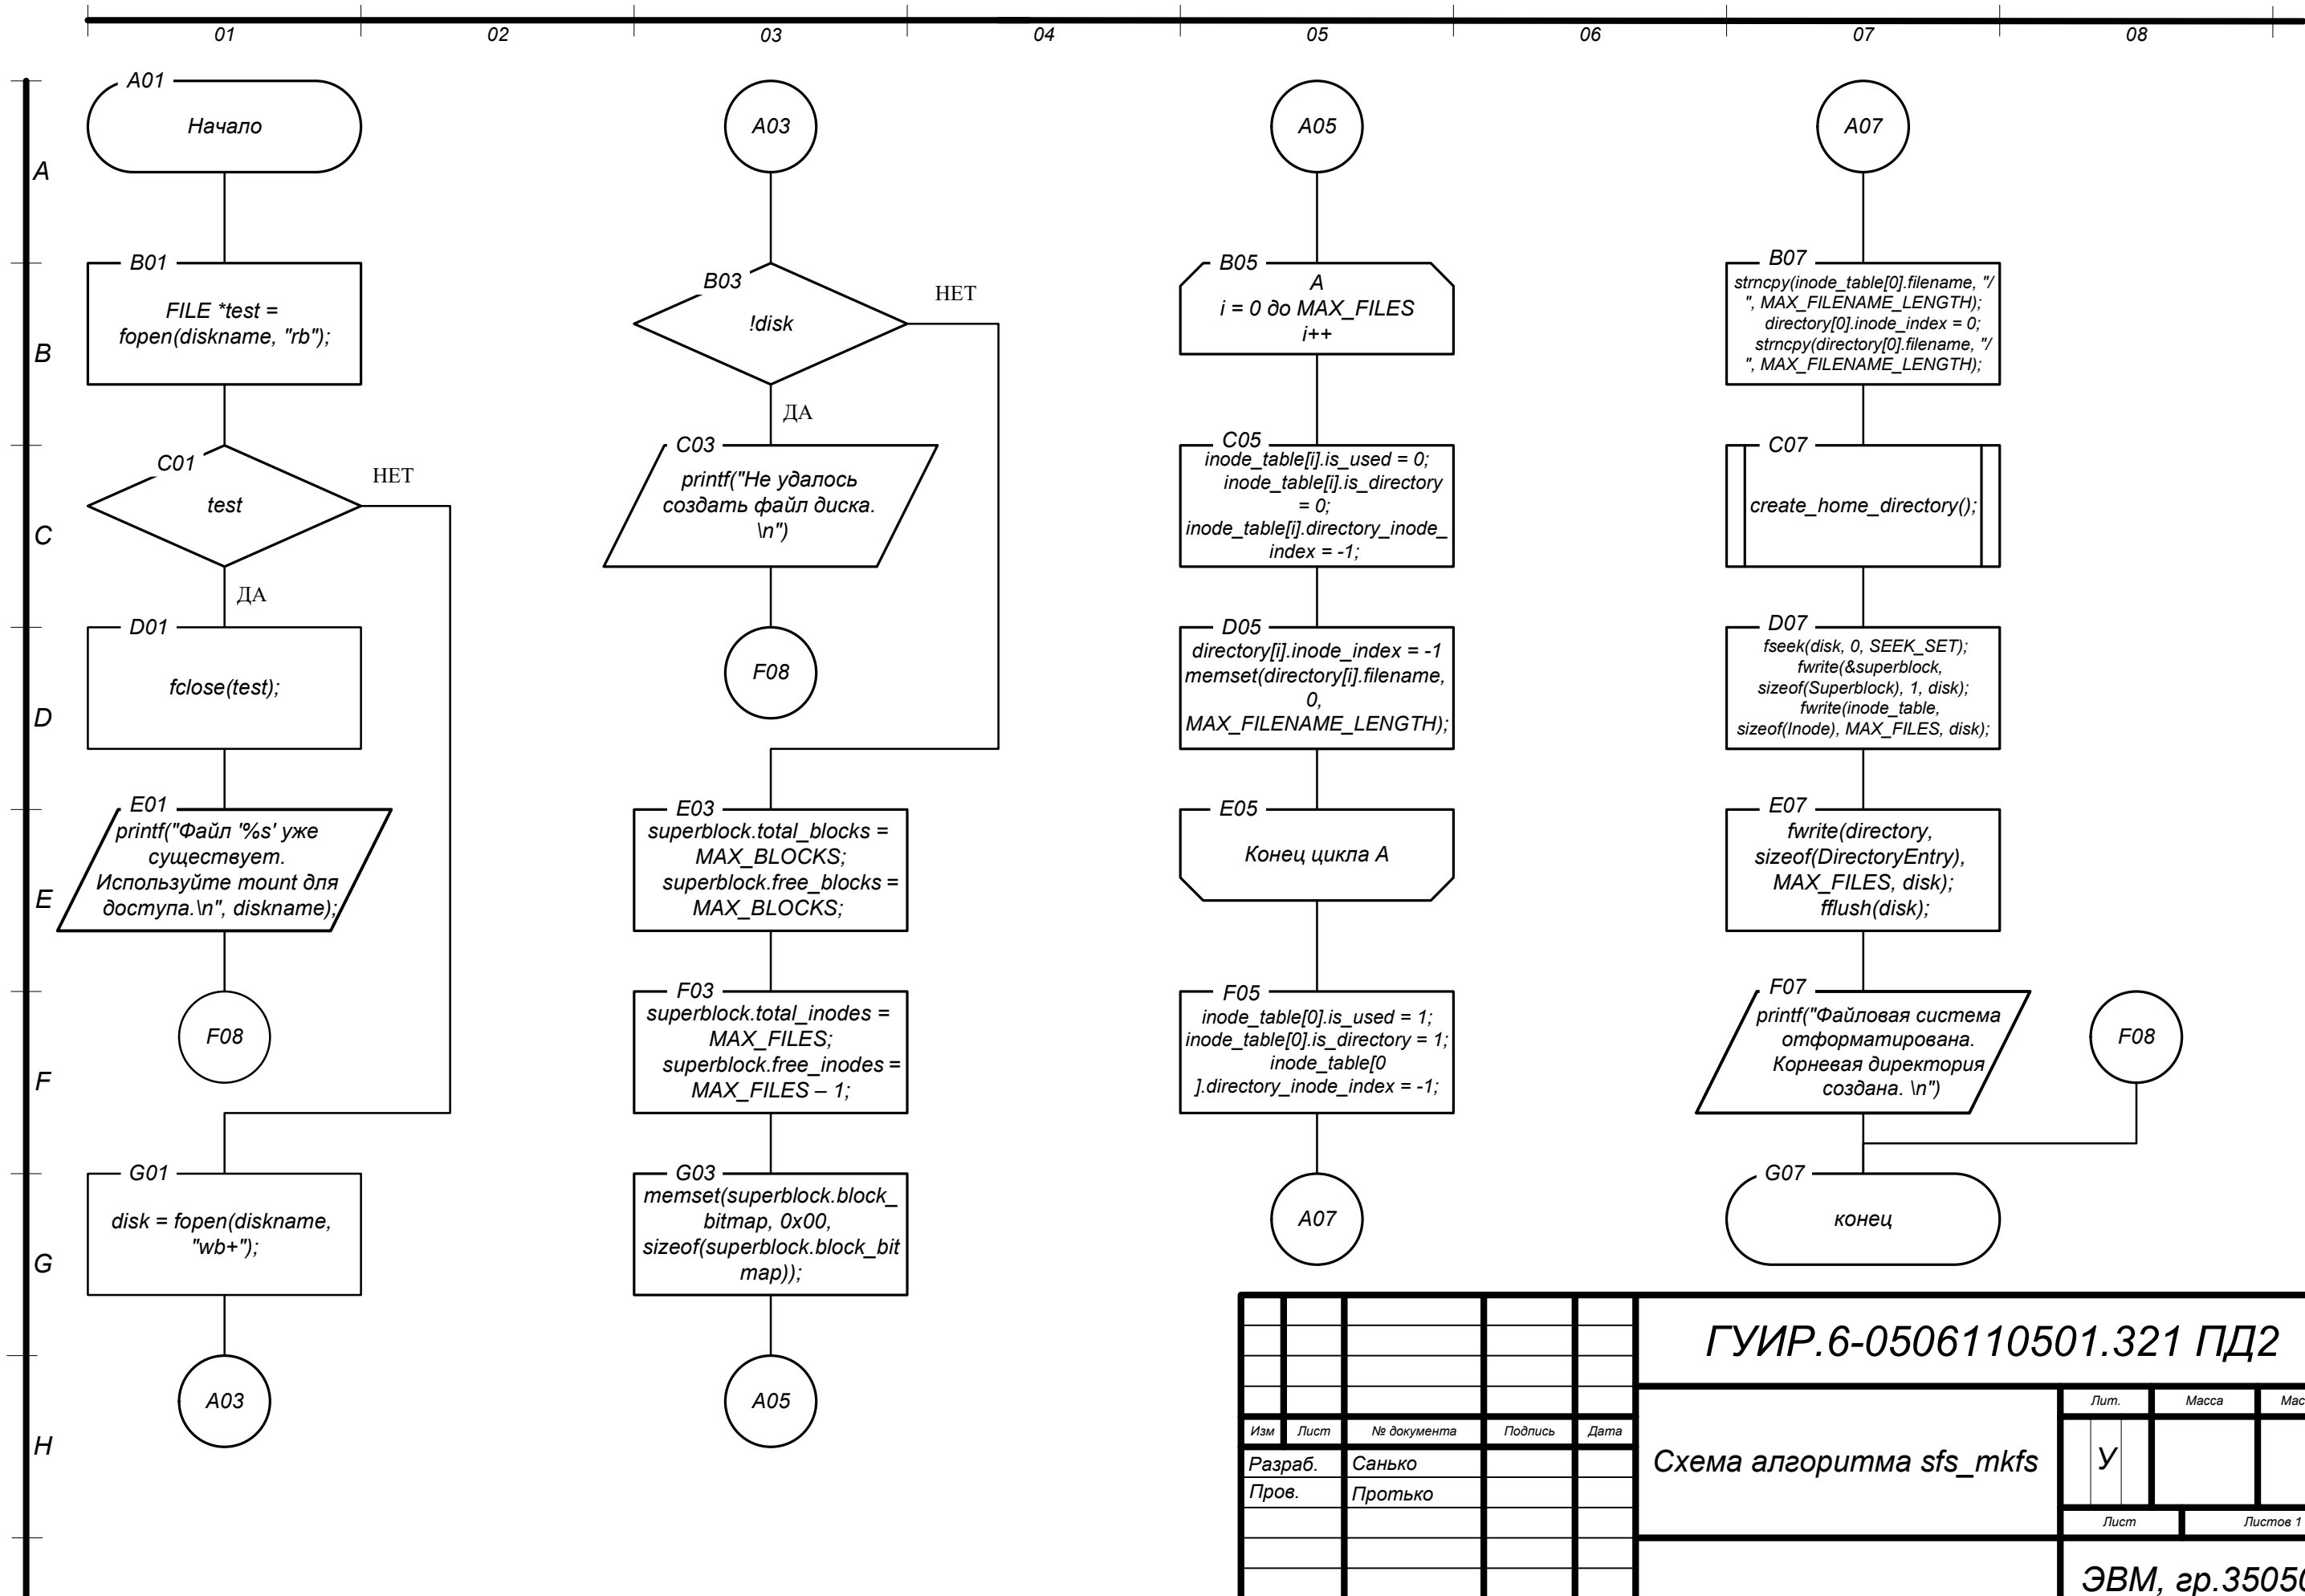 01
02
03
04
05
06
07
08
A
B
C
D
E
F
G
H
A01
Начало
B01
FILE *test =
fopen(diskname, "rb");
C01
test
НЕТ
ДА
D01
fclose(test);
E01
printf("Файл '%s' уже
существует.
Используйте mount для
доступа.\n", diskname);
F08
G01
disk = fopen(diskname,
"wb+");
A03
A03
B03
!disk
НЕТ
ДА
C03
printf("Не удалось
создать файл диска.
\n")
F08
E03
superblock.total_blocks =
MAX_BLOCKS;
superblock.free_blocks =
MAX_BLOCKS;
F03
superblock.total_inodes =
MAX_FILES;
superblock.free_inodes =
MAX_FILES – 1;
G03
memset(superblock.block_
bitmap, 0x00,
sizeof(superblock.block_bit
map));
A05
A05
B05
A
i = 0 до MAX_FILES
i++
C05
inode_table[i].is_used = 0;
inode_table[i].is_directory
= 0;
inode_table[i].directory_inode_
index = -1;
D05
directory[i].inode_index = -1
memset(directory[i].filename,
0,
MAX_FILENAME_LENGTH);
E05
Конец цикла А
F05
inode_table[0].is_used = 1;
inode_table[0].is_directory = 1;
inode_table[0
].directory_inode_index = -1;
A07
A07
B07
strncpy(inode_table[0].filename, "/
", MAX_FILENAME_LENGTH);
directory[0].inode_index = 0;
strncpy(directory[0].filename, "/
", MAX_FILENAME_LENGTH);
C07
create_home_directory();
D07
fseek(disk, 0, SEEK_SET);
fwrite(&superblock,
sizeof(Superblock), 1, disk);
fwrite(inode_table,
sizeof(Inode), MAX_FILES, disk);
E07
fwrite(directory,
sizeof(DirectoryEntry),
MAX_FILES, disk);
fflush(disk);
F07
printf("Файловая система
отформатирована.
Корневая директория
создана. \n")
F08
G07
конец
ГУИР.6-0506110501.321 ПД2
Лит.
Масса
Мас
Изм
Лист
№ документа
Подпись
Дата
Разраб.
Санько
Пров.
Протько
Схема алгоритма sfs_mkfs
У
Лист
Листов 1
ЭВМ, гр.35050